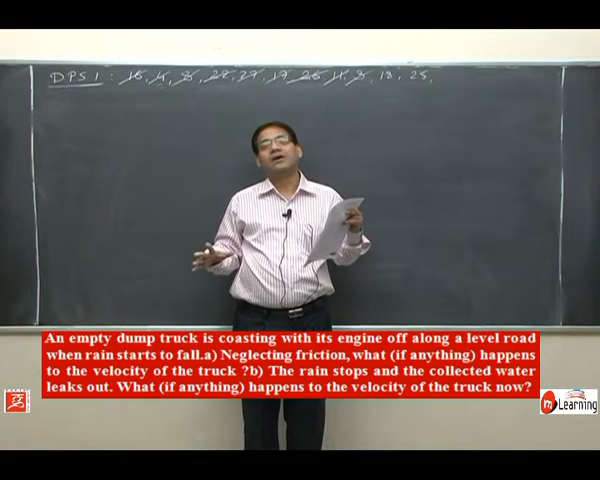 DPS 1 : 15, 4, 8, 22, 27, 17, 26, 11, 3, 18, 25,
An empty dump truck is coasting with its engine off along a level road
when rain starts to fall.a) Neglecting friction, what (if anything) happens
to the velocity of the truck ?b) The rain stops and the collected water
leaks out. What (if anything) happens to the velocity of the truck now?
m Learning